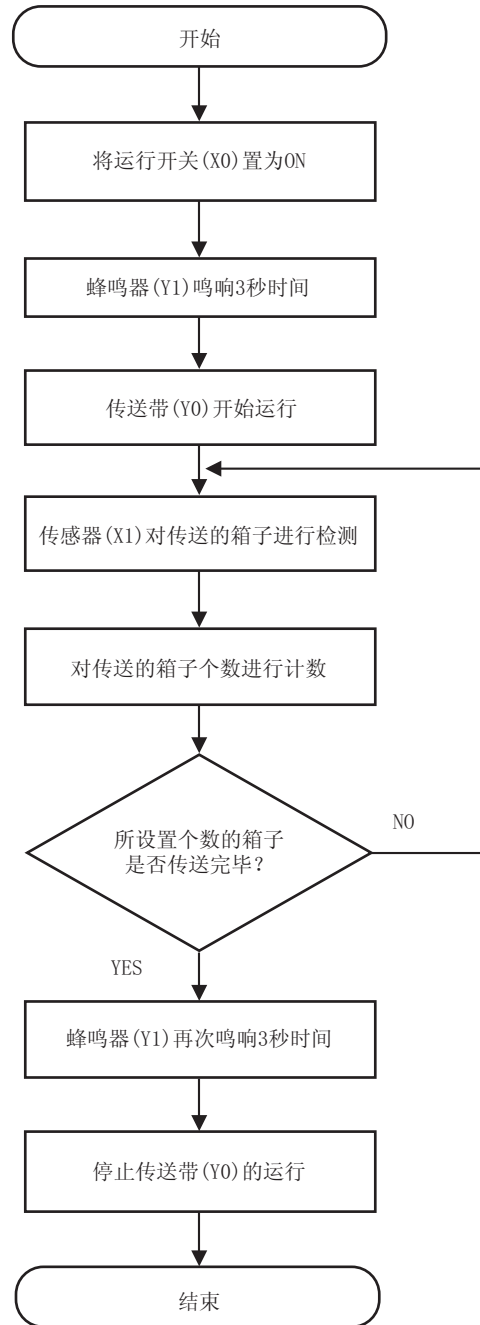 开始
将运行开关(X0)置为ON
蜂鸣器(Y1)鸣响3秒时间
传送带(Y0)开始运行
传感器(X1)对传送的箱子进行检测
对传送的箱子个数进行计数
所设置个数的箱子
是否传送完毕？
NO
YES
蜂鸣器(Y1)再次鸣响3秒时间
停止传送带(Y0)的运行
结束